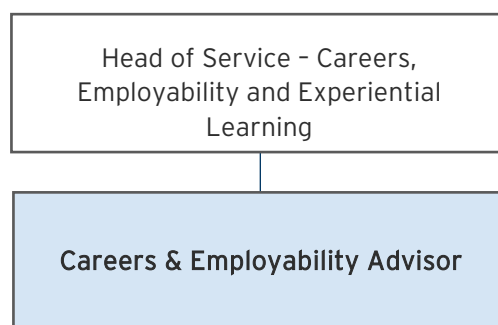 Head of Service – Careers,
Employability and Experiential
Learning
Careers & Employability Advisor